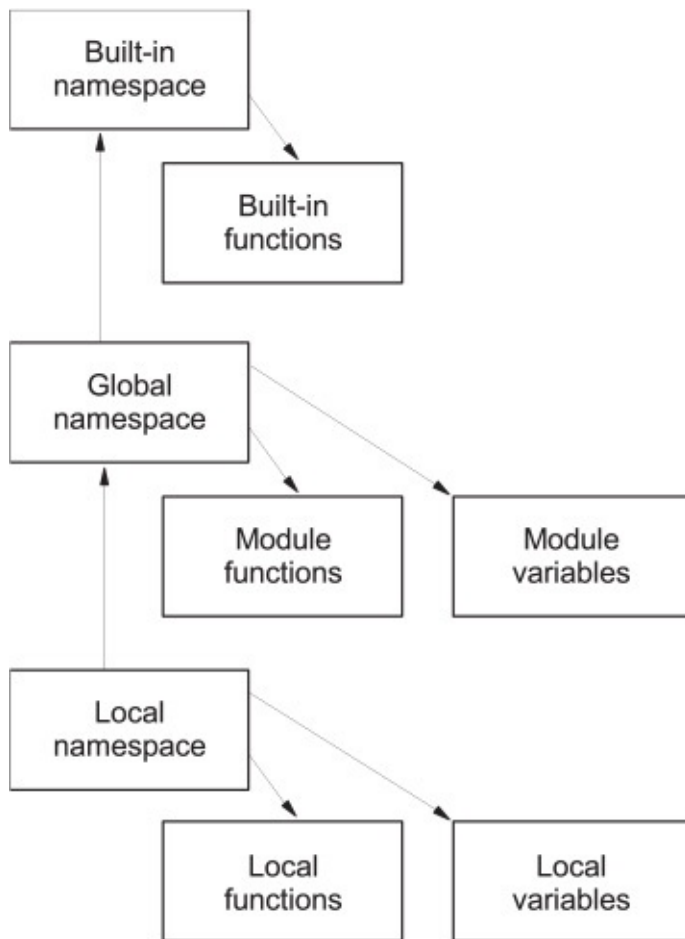 Built-in
namespace
Built-in
functions
Global
namespace
Module
functions
Module
variables
Local
namespace
Local
functions
Local
variables